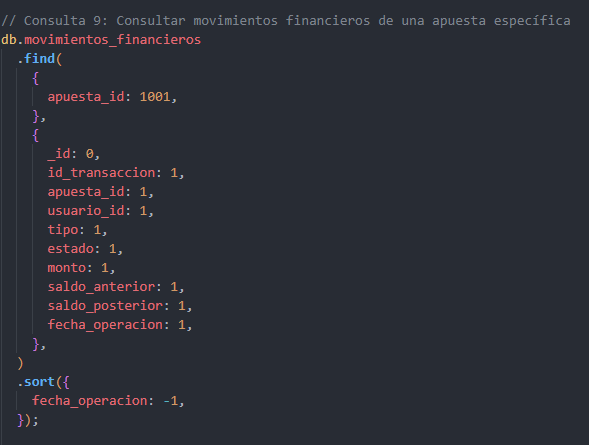 // Consulta 9: Consultar movimientos financieros de una apuesta específica
db.movimientos_financieros
  .find(
    {
      apuesta_id: 1001,
    },
    {
      _id: 0,
      id_transaccion: 1,
      apuesta_id: 1,
      usuario_id: 1,
      tipo: 1,
      estado: 1,
      monto: 1,
      saldo_anterior: 1,
      saldo_posterior: 1,
      fecha_operacion: 1,
    },
  )
  .sort({
    fecha_operacion: -1,
  });